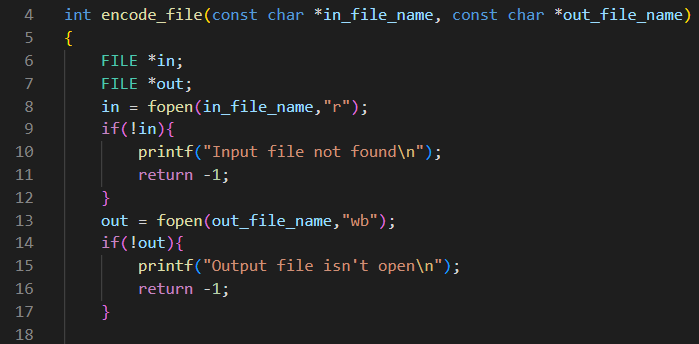 4 int encode_file(const char *in_file_name, const char *out_file_name)
5 {
6     FILE *in;
7     FILE *out;
8     in = fopen(in_file_name,"r");
9     if(!in){
10         printf("Input file not found\n");
11         return -1;
12     }
13     out = fopen(out_file_name,"wb");
14     if(!out){
15         printf("Output file isn't open\n");
16         return -1;
17     }
18